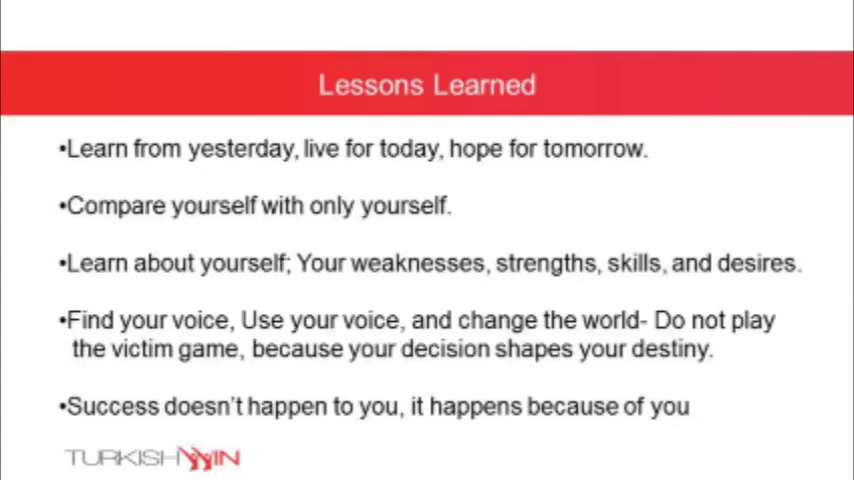 Lessons Learned
•Learn from yesterday, live for today, hope for tomorrow.
•Compare yourself with only yourself.
•Learn about yourself; Your weaknesses, strengths, skills, and desires.
•Find your voice, Use your voice, and change the world- Do not play
the victim game, because your decision shapes your destiny.
•Success doesn't happen to you, it happens because of you
TURKISHWIN